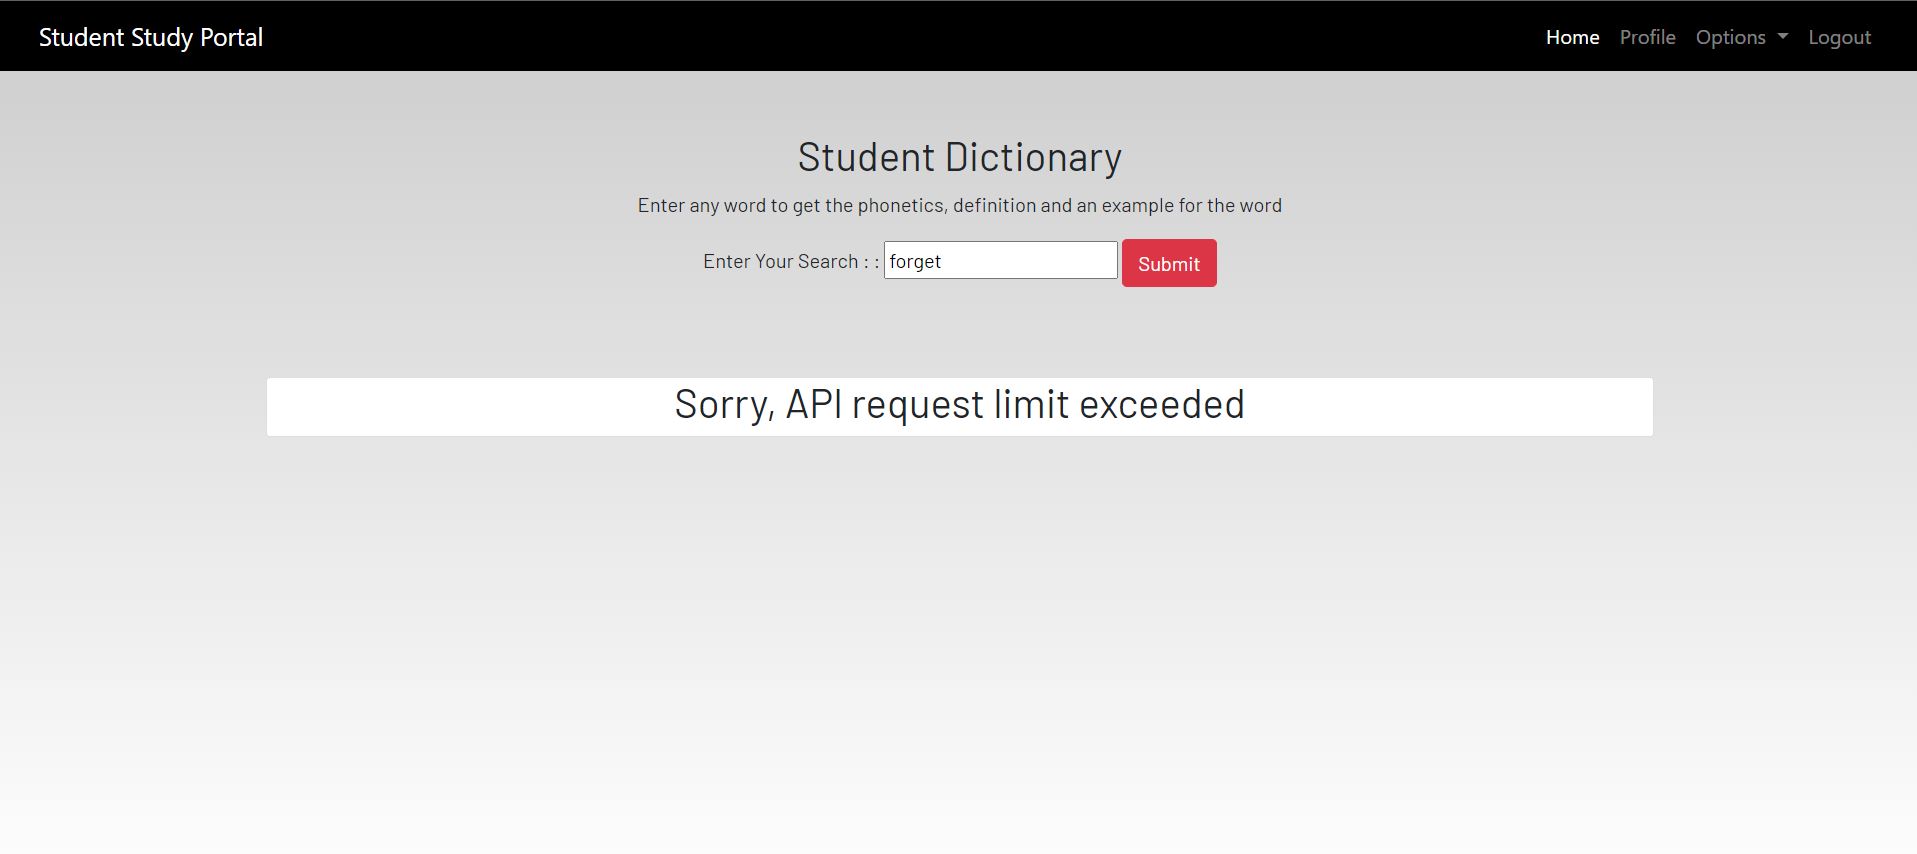 Student Study Portal Home Profile Options Logout
Student Dictionary
Enter any word to get the phonetics, definition and an example for the word
Enter Your Search : : forget Submit
Sorry, API request limit exceeded